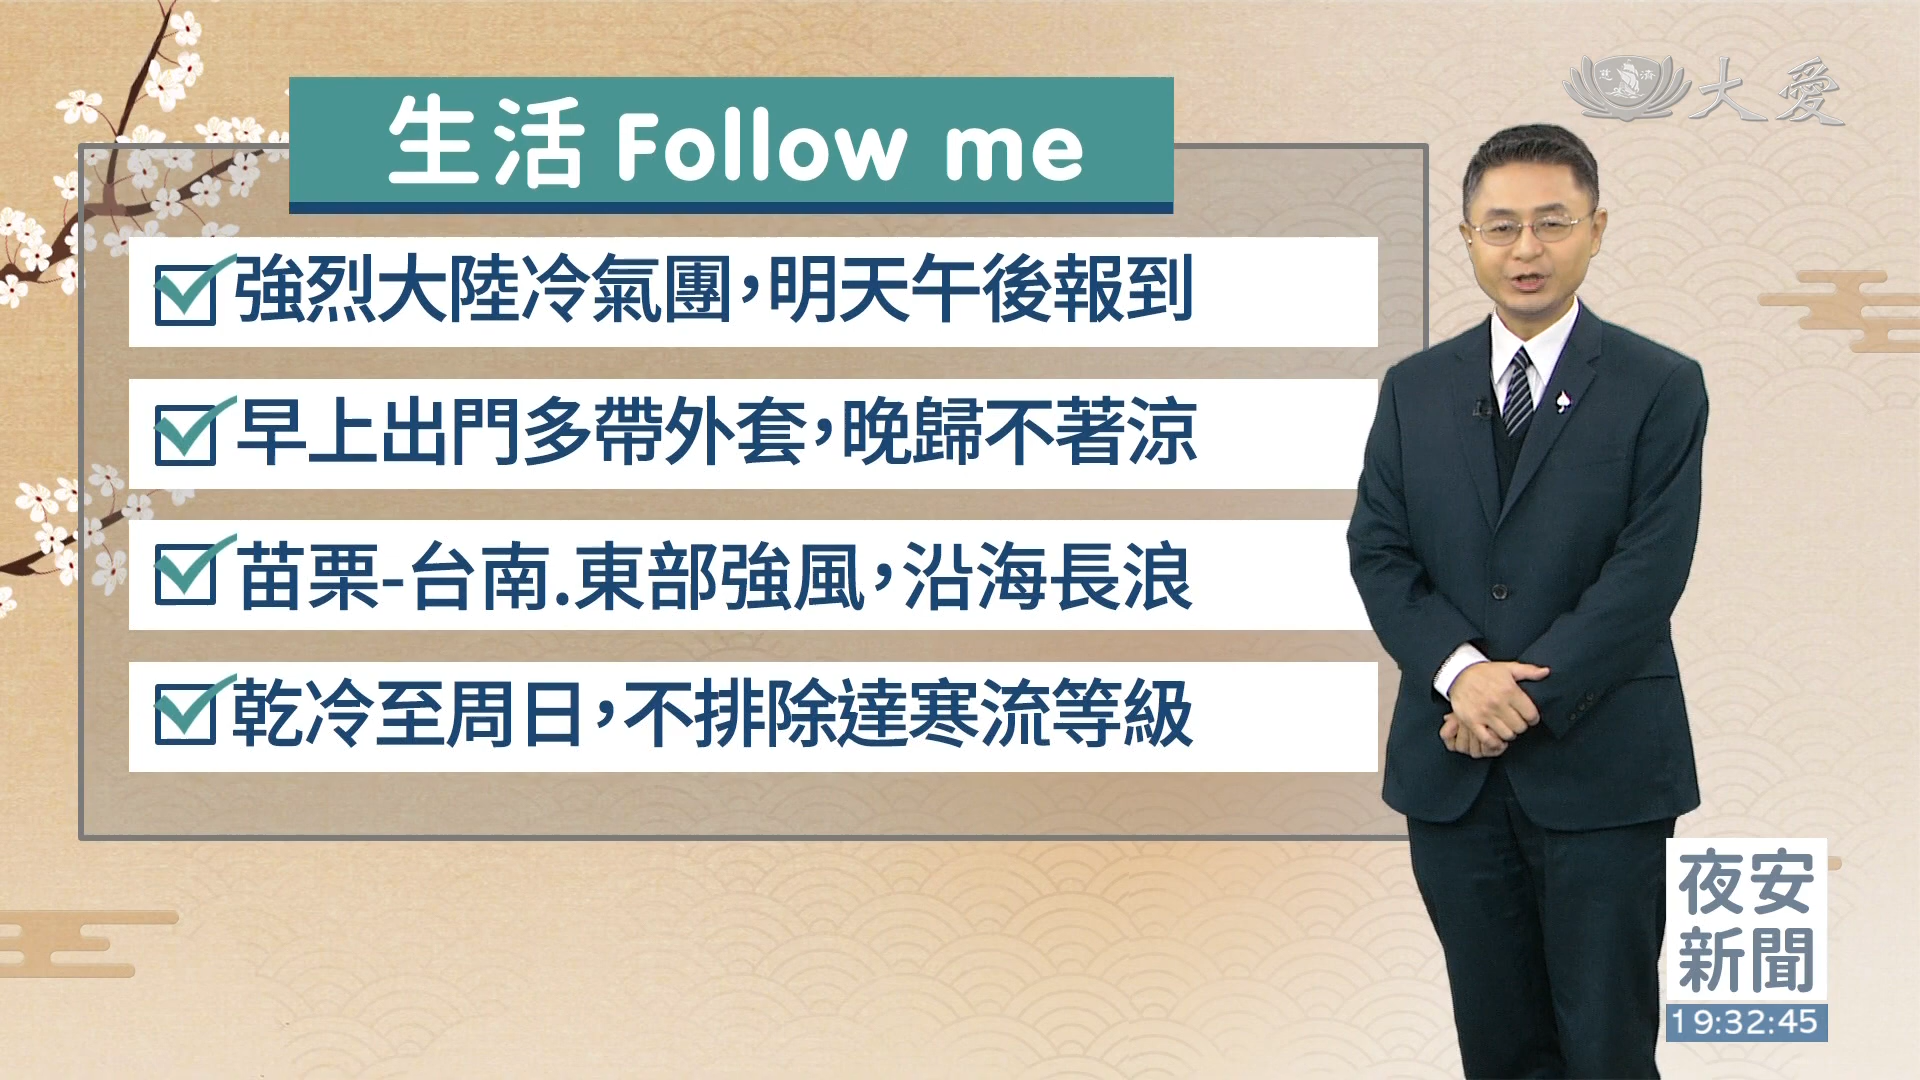 慈濟
大愛
生活 Follow me
強烈大陸冷氣團，明天午後報到
早上出門多帶外套，晚歸不著涼
苗栗-台南.東部強風，沿海長浪
乾冷至周日，不排除達寒流等級
夜安
新聞
19:32:45